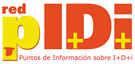 red
pIDi
I+D+i
Puntos de Información sobre I+D+i